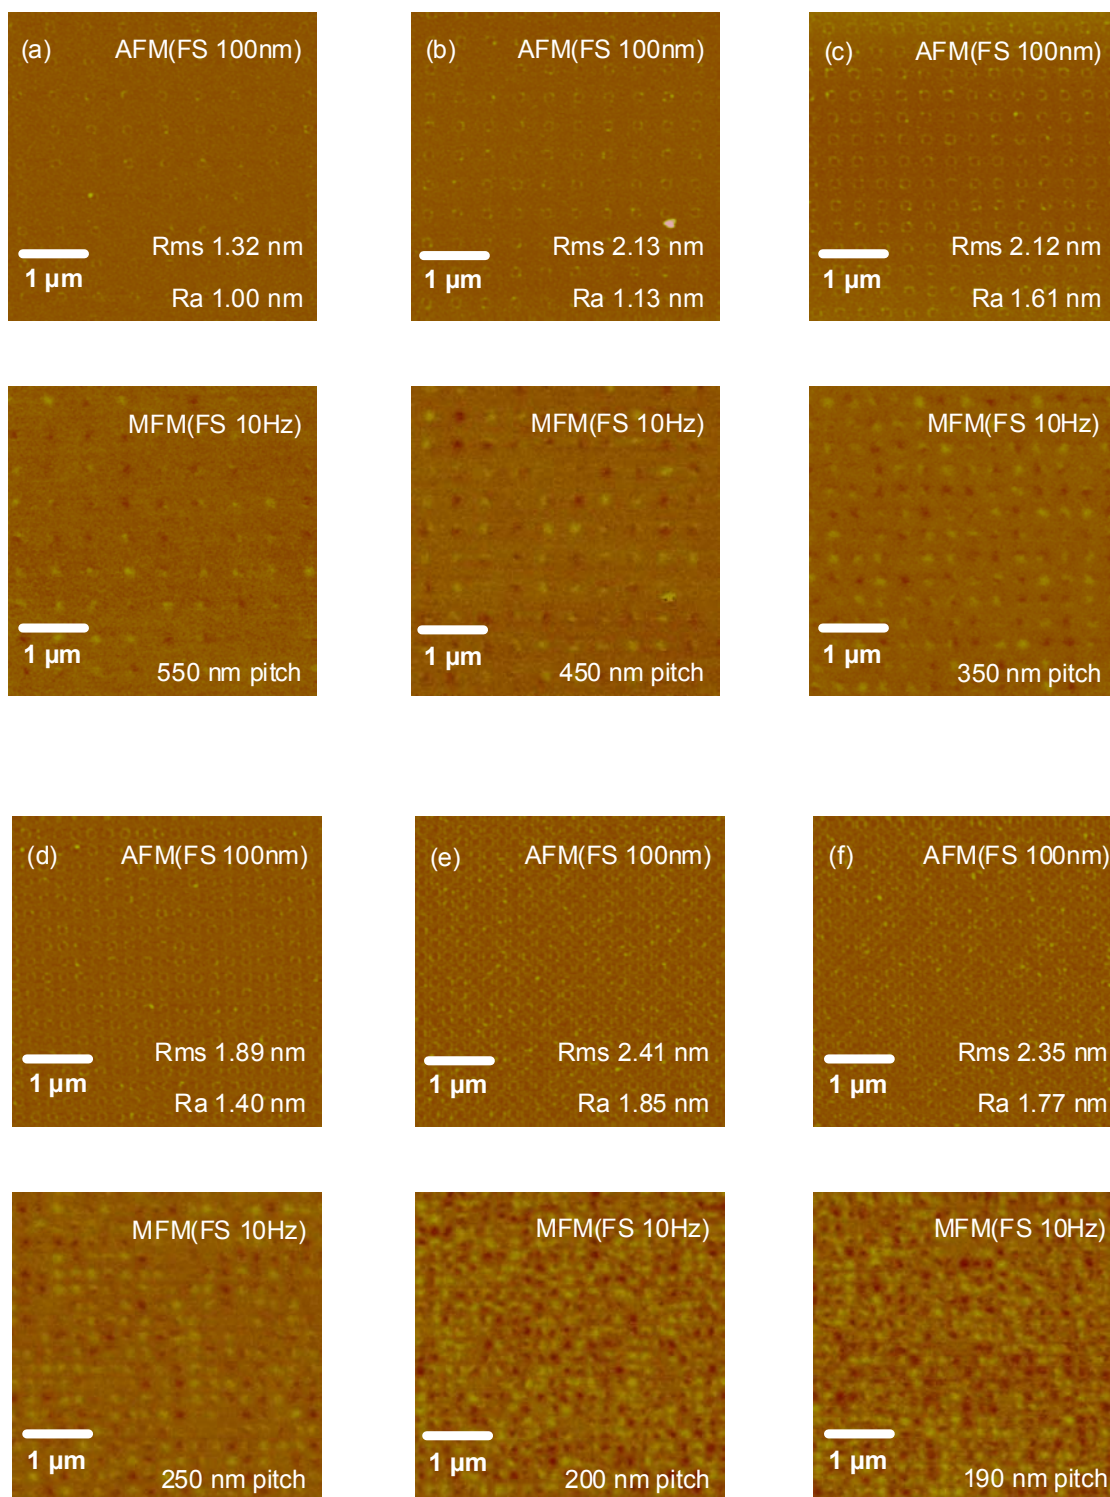 (a) AFM(FS 100nm)
Rms 1.32 nm
1 µm
Ra 1.00 nm
(b) AFM(FS 100nm)
Rms 2.13 nm
1 µm
Ra 1.13 nm
(c) AFM(FS 100nm)
Rms 2.12 nm
1 µm
Ra 1.61 nm
MFM(FS 10Hz)
1 µm
550 nm pitch
MFM(FS 10Hz)
1 µm
450 nm pitch
MFM(FS 10Hz)
1 µm
350 nm pitch
(d) AFM(FS 100nm)
Rms 1.89 nm
1 µm
Ra 1.40 nm
(e) AFM(FS 100nm)
Rms 2.41 nm
1 µm
Ra 1.85 nm
(f) AFM(FS 100nm)
Rms 2.35 nm
1 µm
Ra 1.77 nm
MFM(FS 10Hz)
1 µm
250 nm pitch
MFM(FS 10Hz)
1 µm
200 nm pitch
MFM(FS 10Hz)
1 µm
190 nm pitch